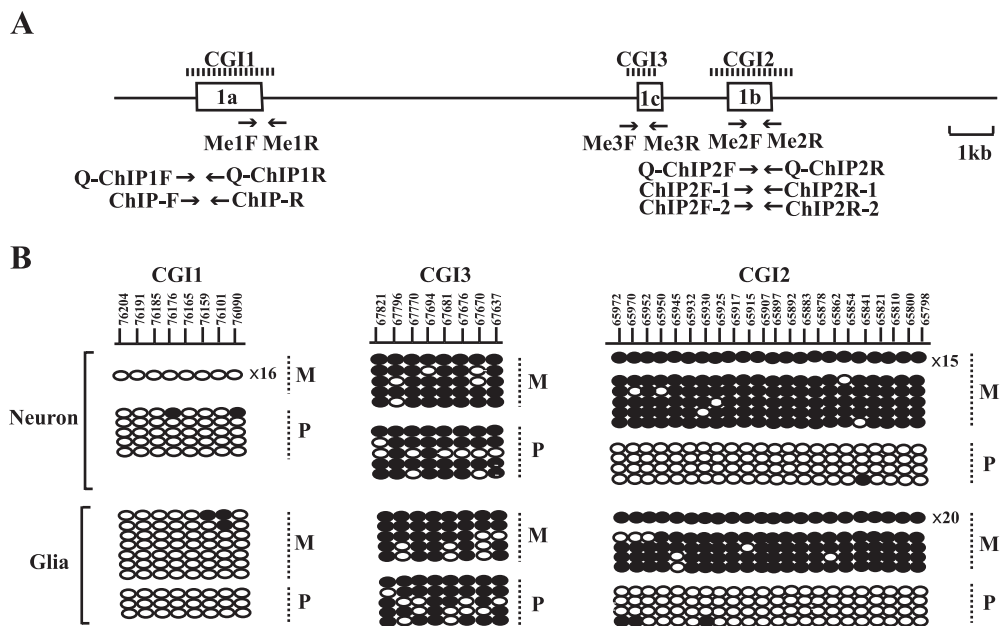 A
CGI1 CGI3 CGI2
1a 1c 1b
Me1F Me1R Me3F Me3R Me2F Me2R
1kb
Q-ChIP1F Q-ChIP1R Q-ChIP2F Q-ChIP2R
ChIP-F ChIP-R ChIP2F-1 ChIP2R-1
ChIP2F-2 ChIP2R-2
B
CGI1 CGI3 CGI2
76204 76191 76185 76176 76165 76159 76101 76090
67821 67796 67770 67694 67681 67676 67670 67637
65972 65970 65952 65950 65945 65932 65930 65925 65917 65915 65907 65897 65892 65883 65878 65862 65854 65841 65821 65810 65800 65798
Neuron
×16 M M ×15 M
P P P
Glia
M M ×20 M
P P P